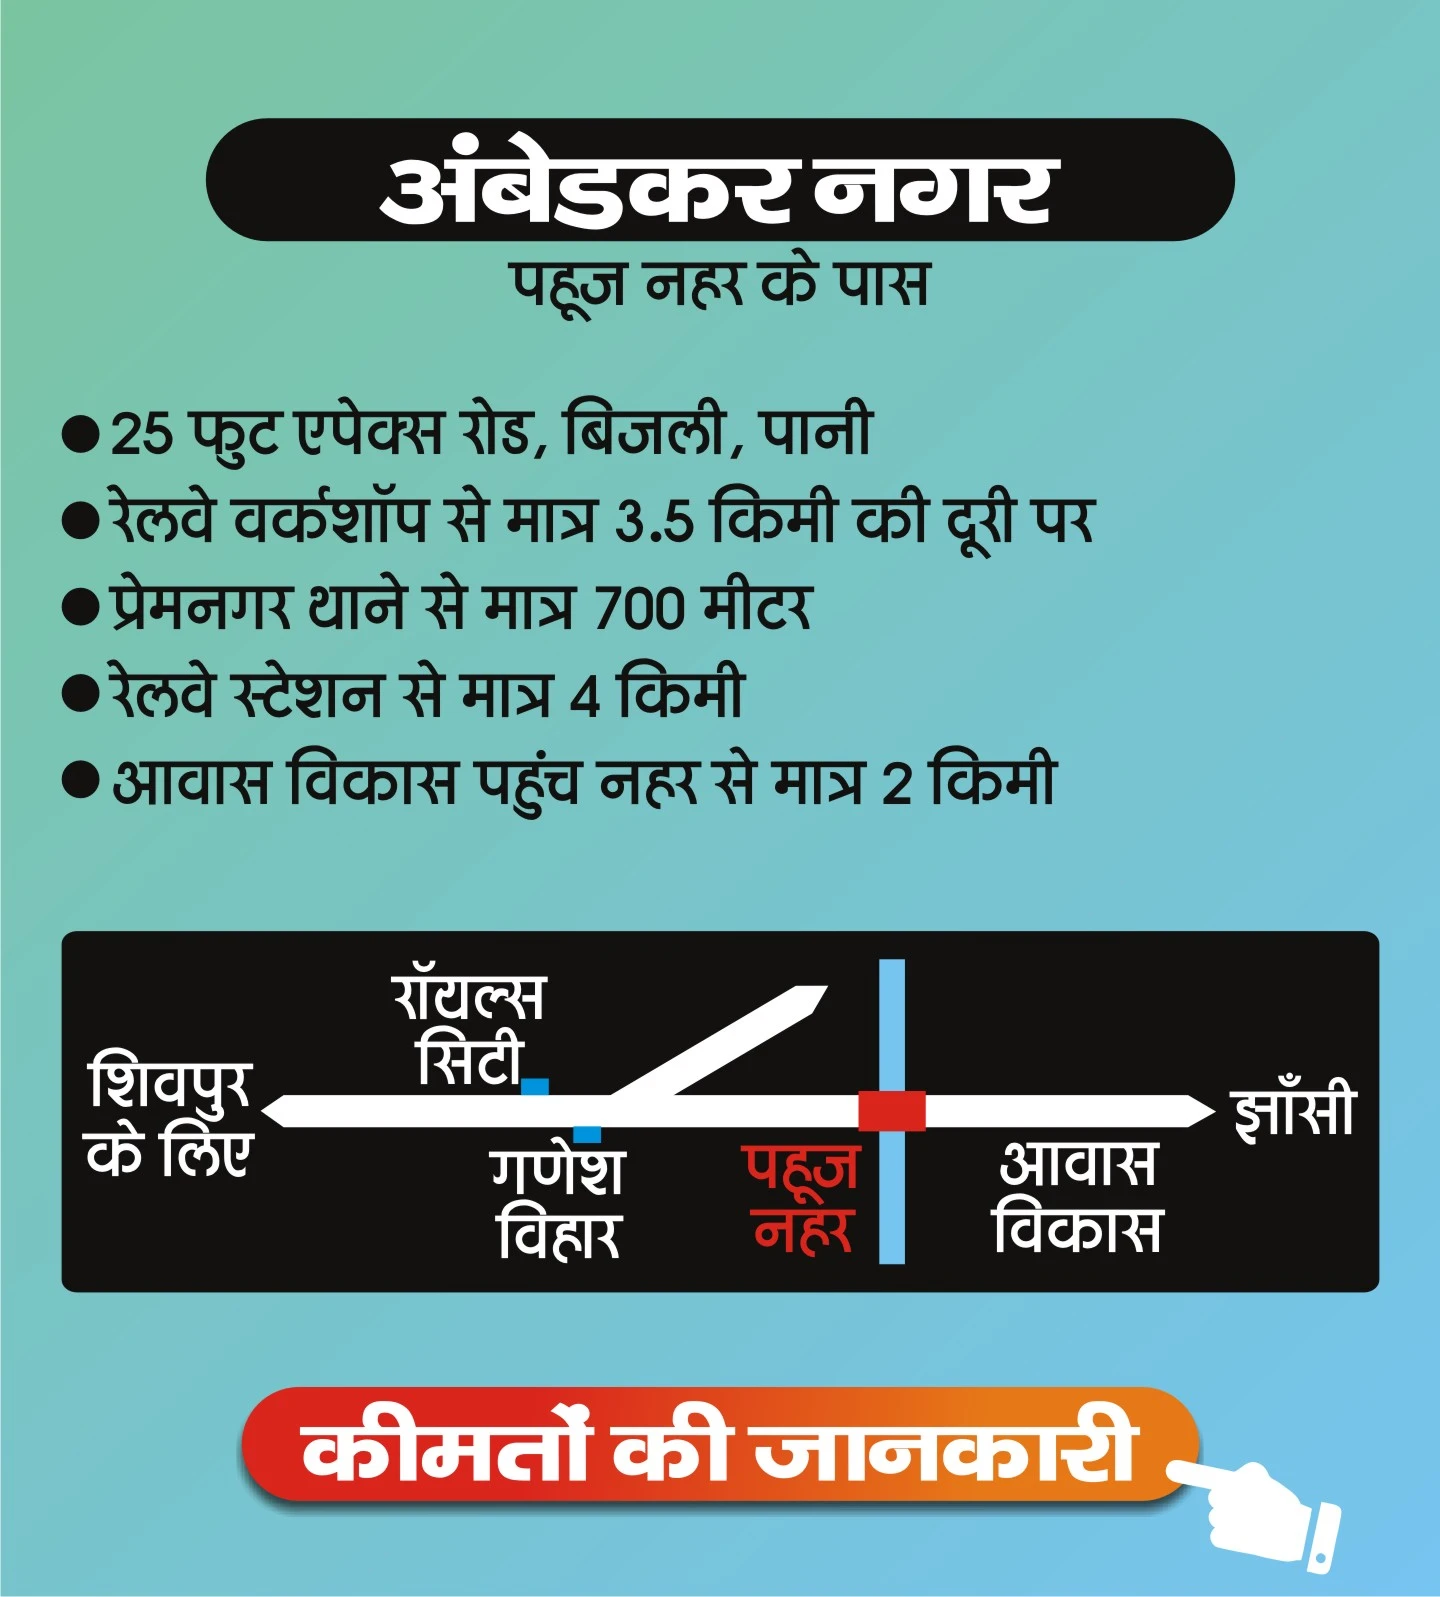 अंबेडकर नगर
पहूज नहर के पास
● 25 फुट एपेक्स रोड, बिजली, पानी
● रेलवे वर्कशॉप से मात्र 3.5 किमी की दूरी पर
● प्रेमनगर थाने से मात्र 700 मीटर
● रेलवे स्टेशन से मात्र 4 किमी
● आवास विकास पहुंच नहर से मात्र 2 किमी
रॉयल्स
सिटी
शिवपुर
के लिए
गणेश
विहार
पहूज
नहर
आवास
विकास
झाँसी
कीमतों की जानकारी